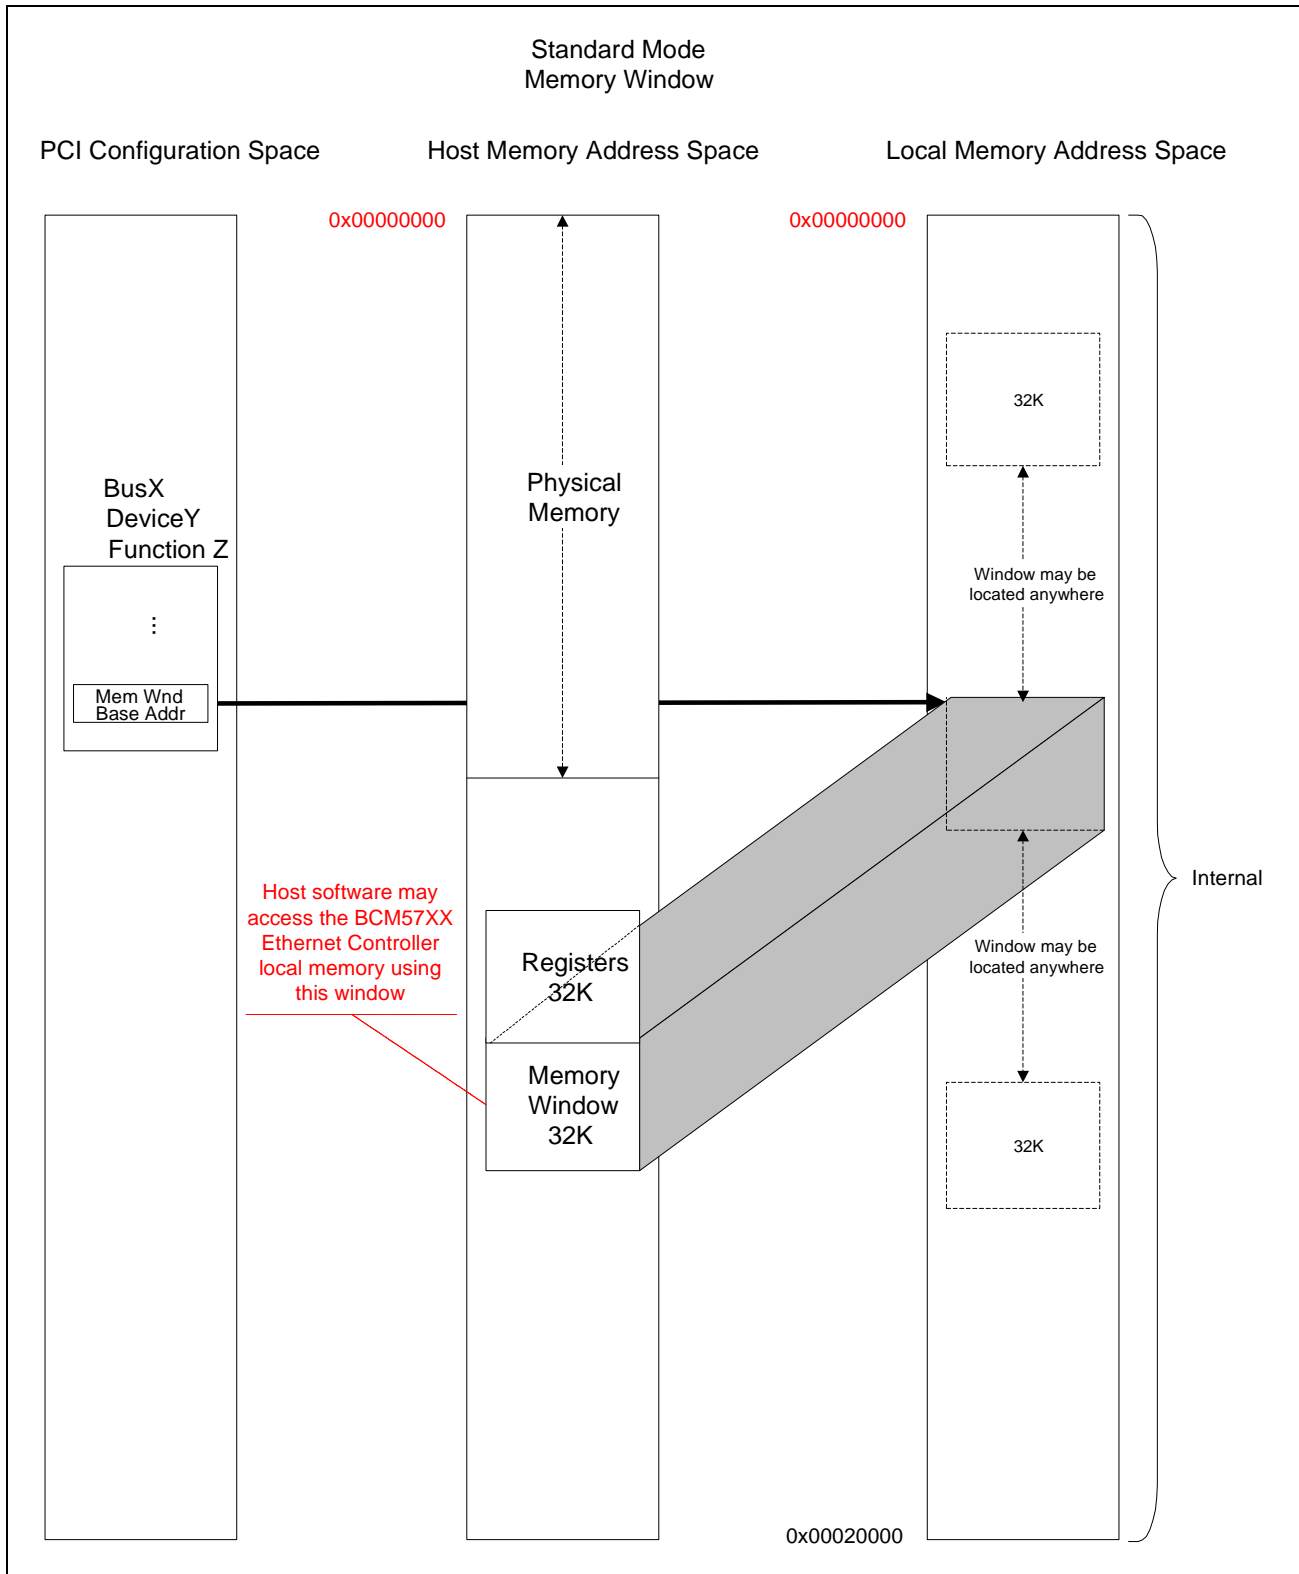 Standard Mode
Memory Window
PCI Configuration Space
Host Memory Address Space
Local Memory Address Space
0x00000000
0x00000000
32K
Physical
Memory
BusX
DeviceY
Function Z
Window may be
located anywhere
...
Mem Wnd
Base Addr
Internal
Host software may
access the BCM57XX
Ethernet Controller
local memory using
this window
Registers
32K
Window may be
located anywhere
Memory
Window
32K
32K
0x00020000